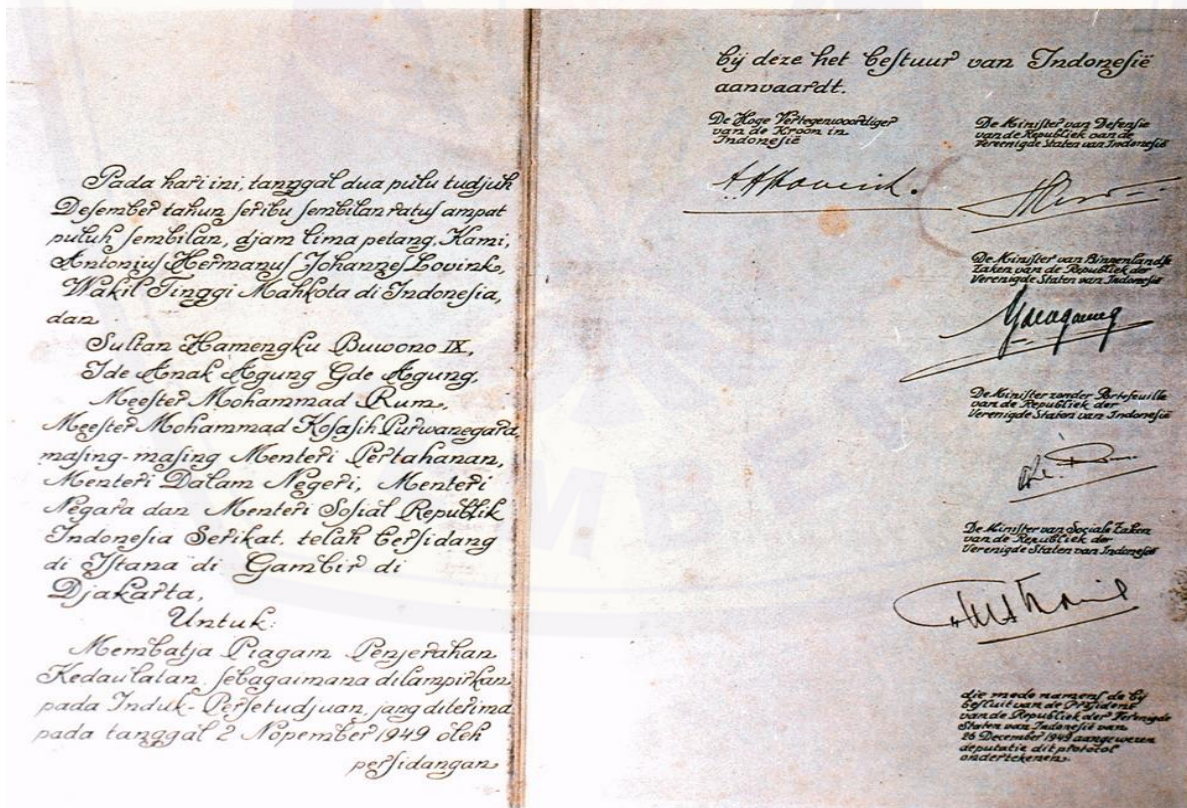 Pada hari ini, tanggal dua pulu tudjuh
Desember tahun seribu sembilan ratus ampat
puluh sembilan, djam lima petang, Kami,
Antonius Hermanus Johannes Lovink,
Wakil Tinggi Mahkota di Indonesia,
dan
Sultan Hamengku Buwono IX,
Ide Anak Agung Gde Agung,
Meester Mohammad Rum,
Meester Mohammad Kosasih Purwanegara,
masing-masing Menteri Pertahanan,
Menteri Dalam Negeri, Menteri
Negara dan Menteri Sosial Republik
Indonesia Serikat, telah bersidang
di Istana di Gambir di
Djakarta,
Untuk:
Membatja Piagam Penjerahan
Kedaulatan, sebagaimana dilampirkan
pada Induk-Persetudjuan, jang diterima
pada tanggal 2 Nopember 1949 oleh
persidangan
bij deze het bestuur van Indonesië
aanvaardt.
De Hoge Vertegenwoordiger
van de Kroon in
Indonesië
AHJLovink.
De Minister van Defensie
van de Republiek van de
Verenigde Staten van Indonesië
De Minister van Binnenlandse
Zaken van de Republiek der
Verenigde Staten van Indonesië
De Minister zonder Portefeuille
van de Republiek der
Verenigde Staten van Indonesië
De Minister van Sociale Zaken
van de Republiek der
Verenigde Staten van Indonesië
die mede namens de bij
besluit van de President
van de Republiek der Verenigde
Staten van Indonesië van
26 December 1949 aangewezen
deputatie dit protocol
ondertekenen.